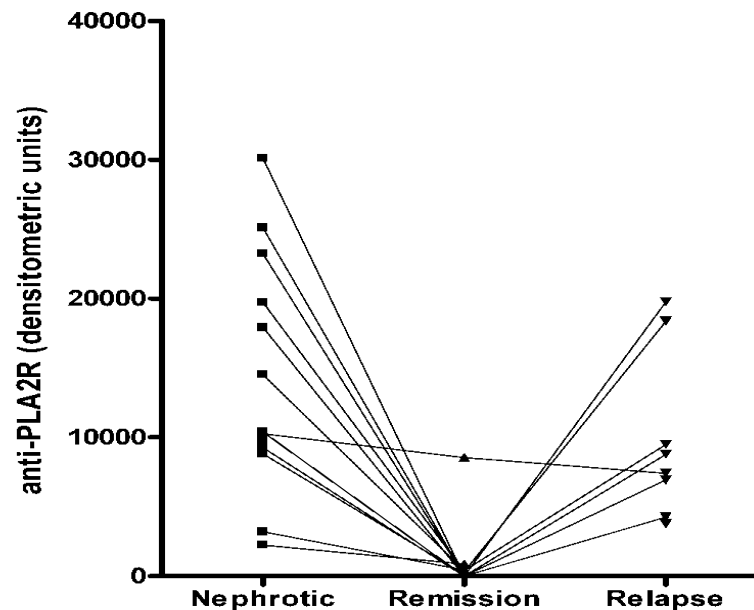 anti-PLA2R (densitometric units)
40000
30000
20000
10000
0
Nephrotic Remission Relapse